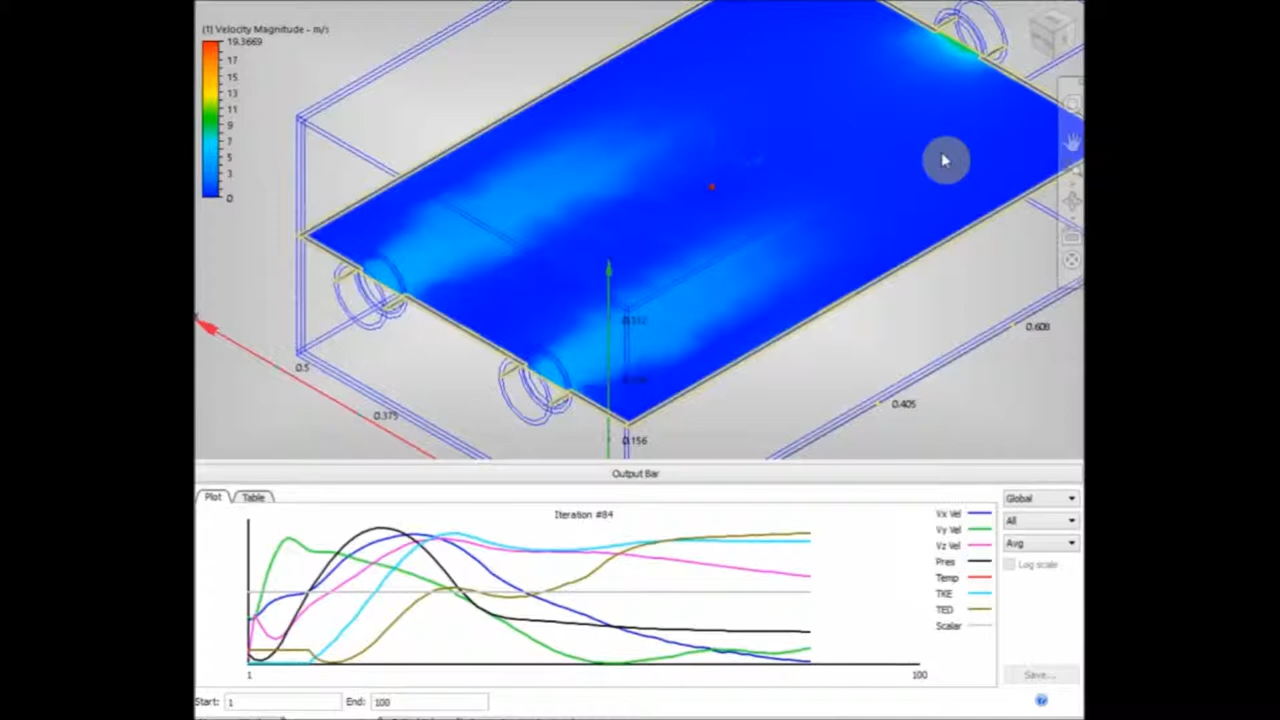 (1) Velocity Magnitude - m/s
19.3669
17
15
13
11
9
7
5
3
0
0.5
0.375
0.156
0.405
0.608
Output Bar
Plot
Table
Iteration #84
1
100
Vx Vel
Vy Vel
Vz Vel
Pres
Temp
TKE
TED
Scalar
Global
All
Avg
Log scale
Save...
Start: 1 End: 100